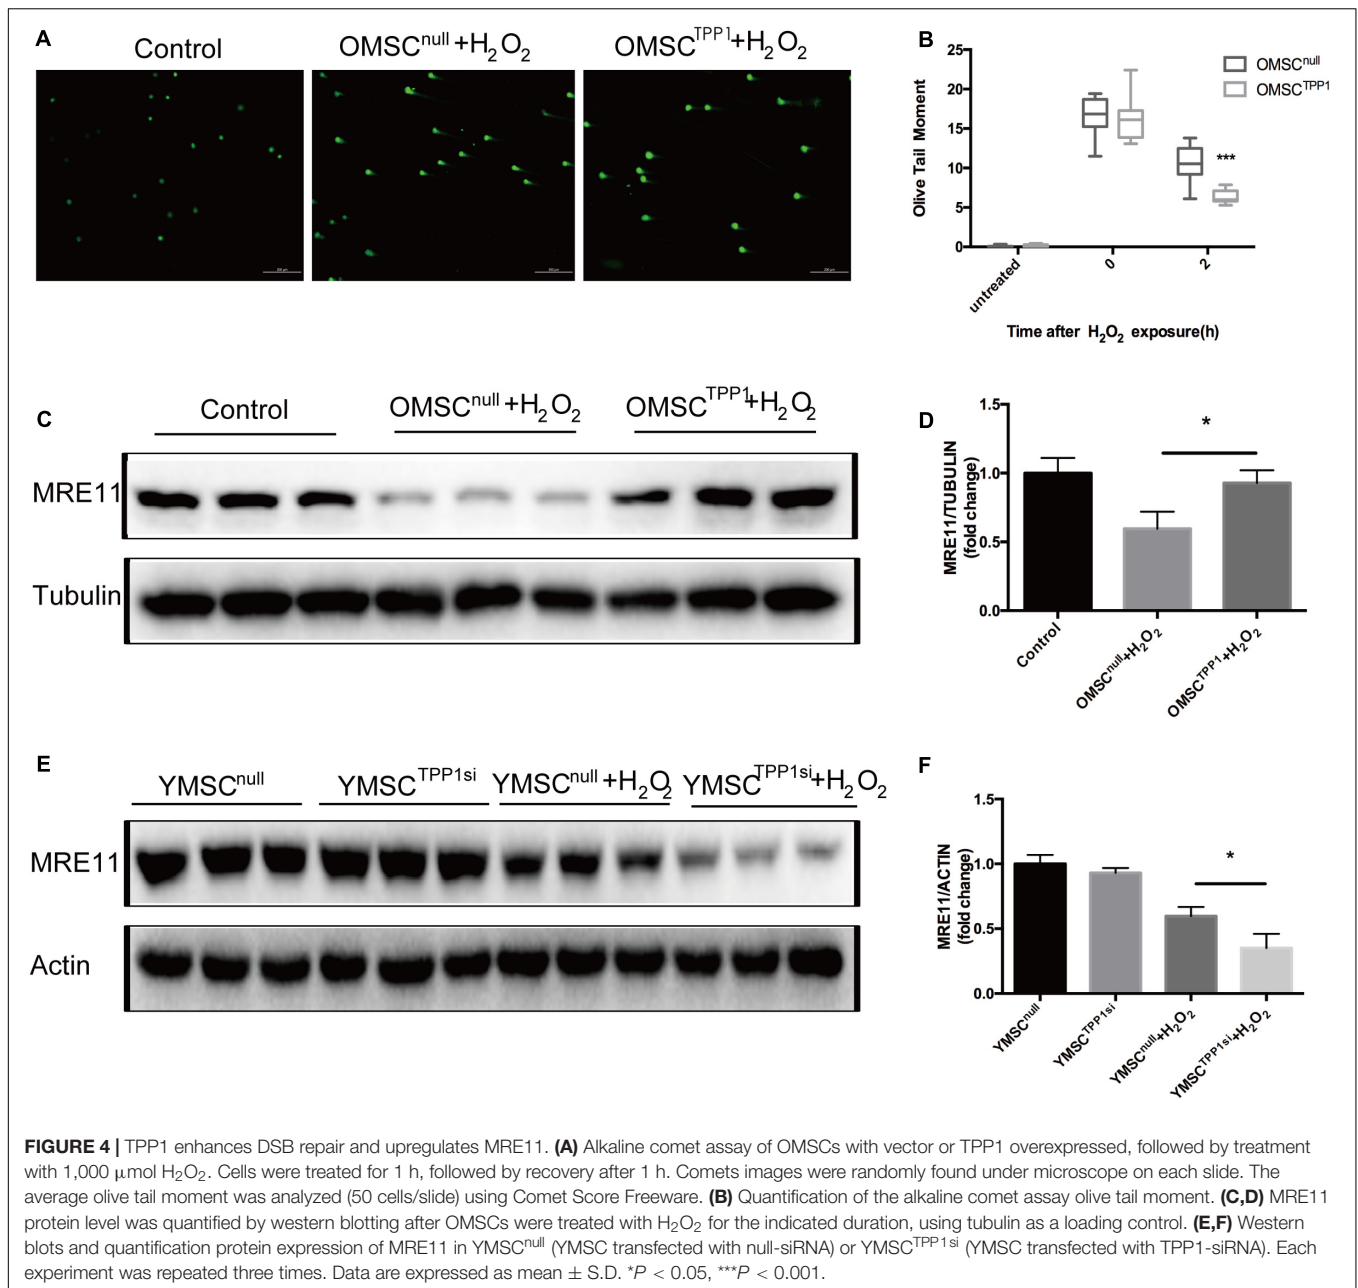 A
Control
OMSCnull+H2O2
OMSCTPP1+H2O2
B
25
20
15
10
5
0
Olive Tail Moment
OMSCnull
OMSCTPP1
***
untreated
0
2
Time after H2O2 exposure(h)
C
Control
OMSCnull+H2O2
OMSCTPP1+H2O2
MRE11
Tubulin
D
1.5
1.0
0.5
0.0
MRE11/TUBULIN
(fold change)
*
Control
OMSCnull+H2O2
OMSCTPP1+H2O2
E
YMSCnull
YMSCTPP1si
YMSCnull+H2O2
YMSCTPP1si+H2O2
MRE11
Actin
F
1.5
1.0
0.5
0.0
MRE11/ACTIN
(fold change)
*
YMSCnull
YMSCTPP1si
YMSCnull+H2O2
YMSCTPP1si+H2O2
FIGURE 4 | TPP1 enhances DSB repair and upregulates MRE11. (A) Alkaline comet assay of OMSCs with vector or TPP1 overexpressed, followed by treatment
with 1,000 μmol H2O2. Cells were treated for 1 h, followed by recovery after 1 h. Comets images were randomly found under microscope on each slide. The
average olive tail moment was analyzed (50 cells/slide) using Comet Score Freeware. (B) Quantification of the alkaline comet assay olive tail moment. (C,D) MRE11
protein level was quantified by western blotting after OMSCs were treated with H2O2 for the indicated duration, using tubulin as a loading control. (E,F) Western
blots and quantification protein expression of MRE11 in YMSCnull (YMSC transfected with null-siRNA) or YMSCTPP1si (YMSC transfected with TPP1-siRNA). Each
experiment was repeated three times. Data are expressed as mean ± S.D. *P < 0.05, ***P < 0.001.